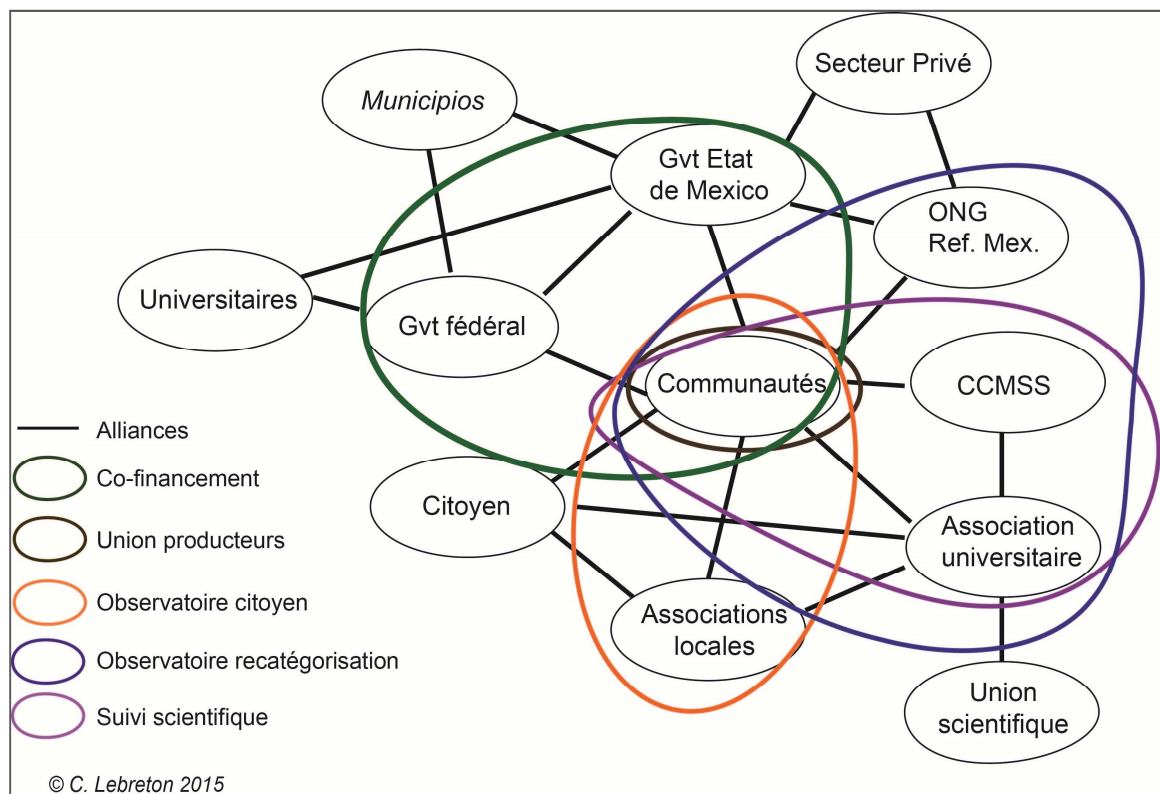 Secteur Privé
Municipios
Gvt Etat
de Mexico
ONG
Ref. Mex.
Universitaires
Gvt fédéral
Communautés
CCMSS
Alliances
Co-financement
Citoyen
Association
universitaire
Union producteurs
Observatoire citoyen
Associations
locales
Observatoire recatégorisation
Union
scientifique
Suivi scientifique
© C. Lebreton 2015